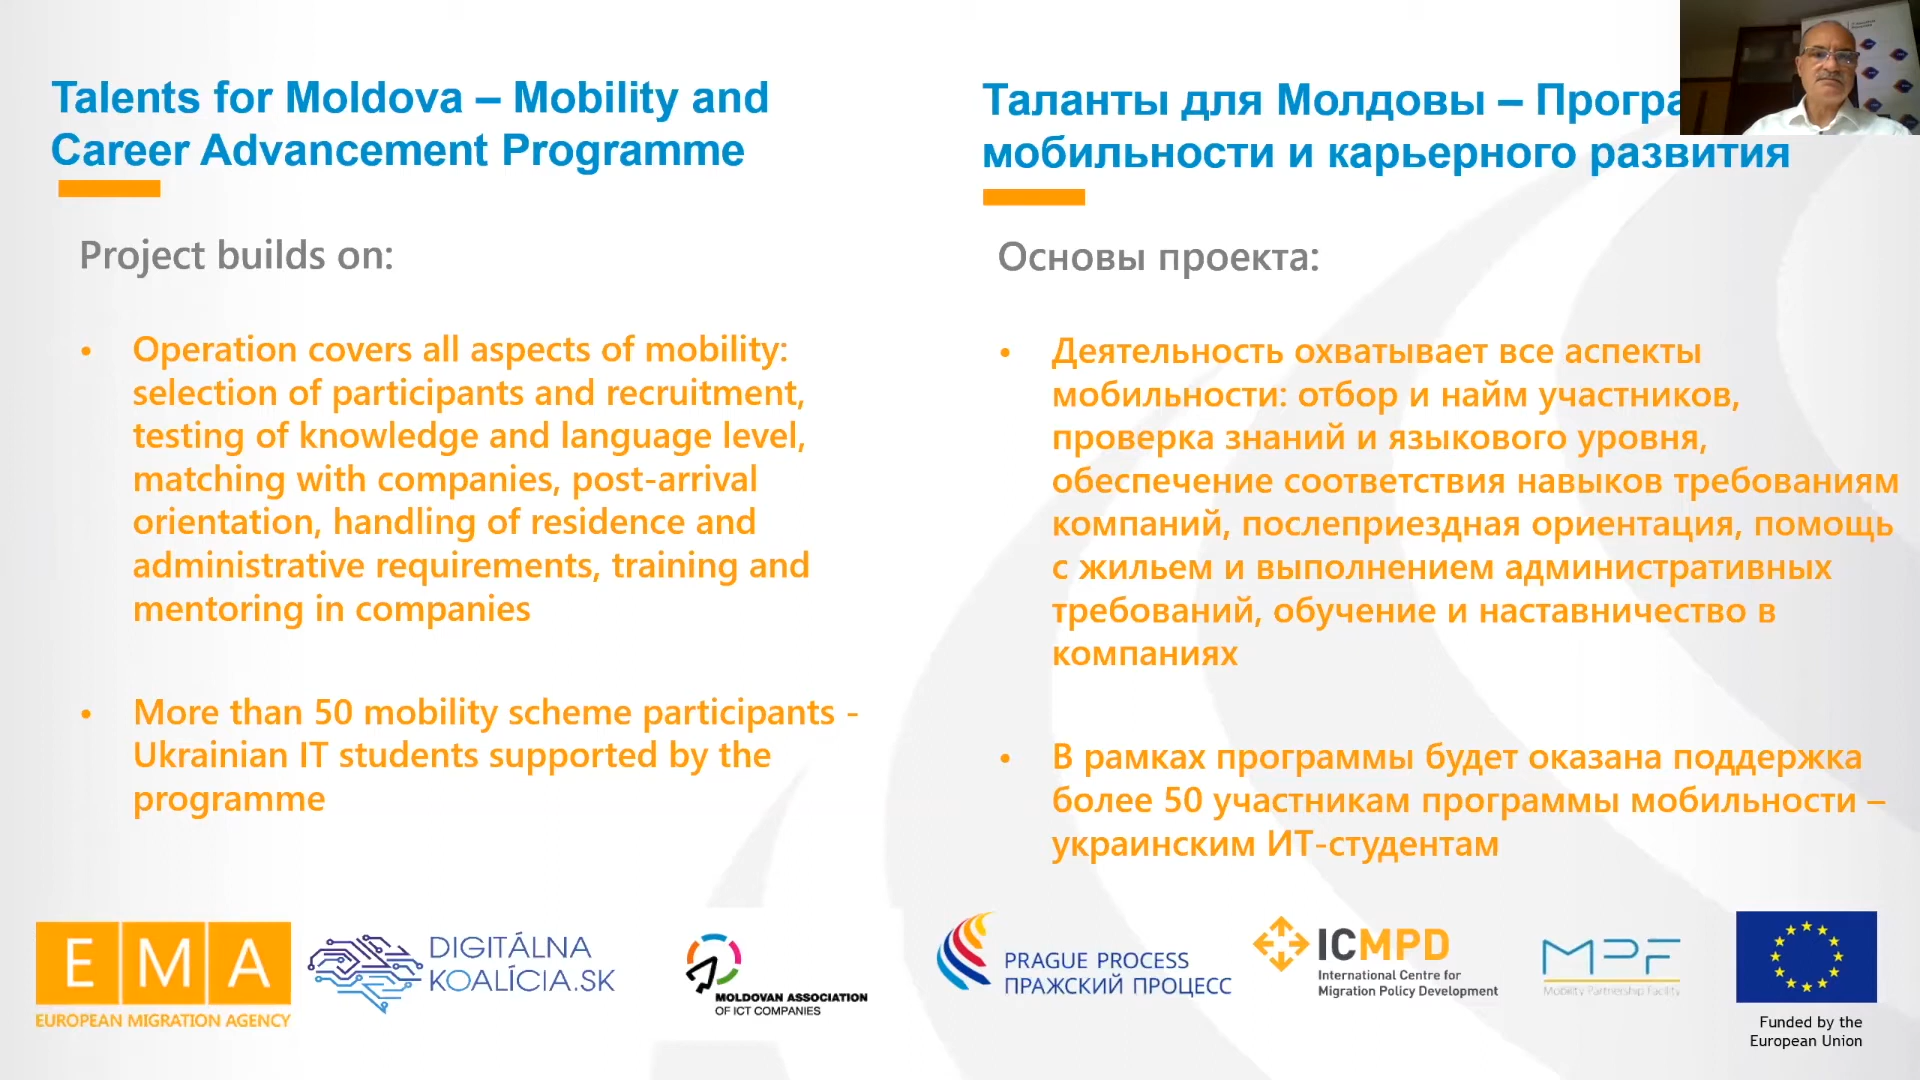 Talents for Moldova – Mobility and
Career Advancement Programme
Project builds on:
• Operation covers all aspects of mobility:
selection of participants and recruitment,
testing of knowledge and language level,
matching with companies, post-arrival
orientation, handling of residence and
administrative requirements, training and
mentoring in companies
• More than 50 mobility scheme participants -
Ukrainian IT students supported by the
programme
Таланты для Молдовы –
мобильности и карьерного развития
Основы проекта:
• Деятельность охватывает все аспекты
мобильности: отбор и найм участников,
проверка знаний и языкового уровня,
обеспечение соответствия навыков требованиям
компаний, послеприездная ориентация, помощь
с жильем и выполнением административных
требований, обучение и наставничество в
компаниях
• В рамках программы будет оказана поддержка
более 50 участникам программы мобильности –
украинским ИТ-студентам
EMA
EUROPEAN MIGRATION AGENCY
DIGITÁLNA
KOALÍCIA.SK
MOLDOVAN ASSOCIATION
OF ICT COMPANIES
PRAGUE PROCESS
ПРАЖСКИЙ ПРОЦЕСС
ICMPD
International Centre for
Migration Policy Development
MPF
Mobility Partnership Facility
Funded by the
European Union